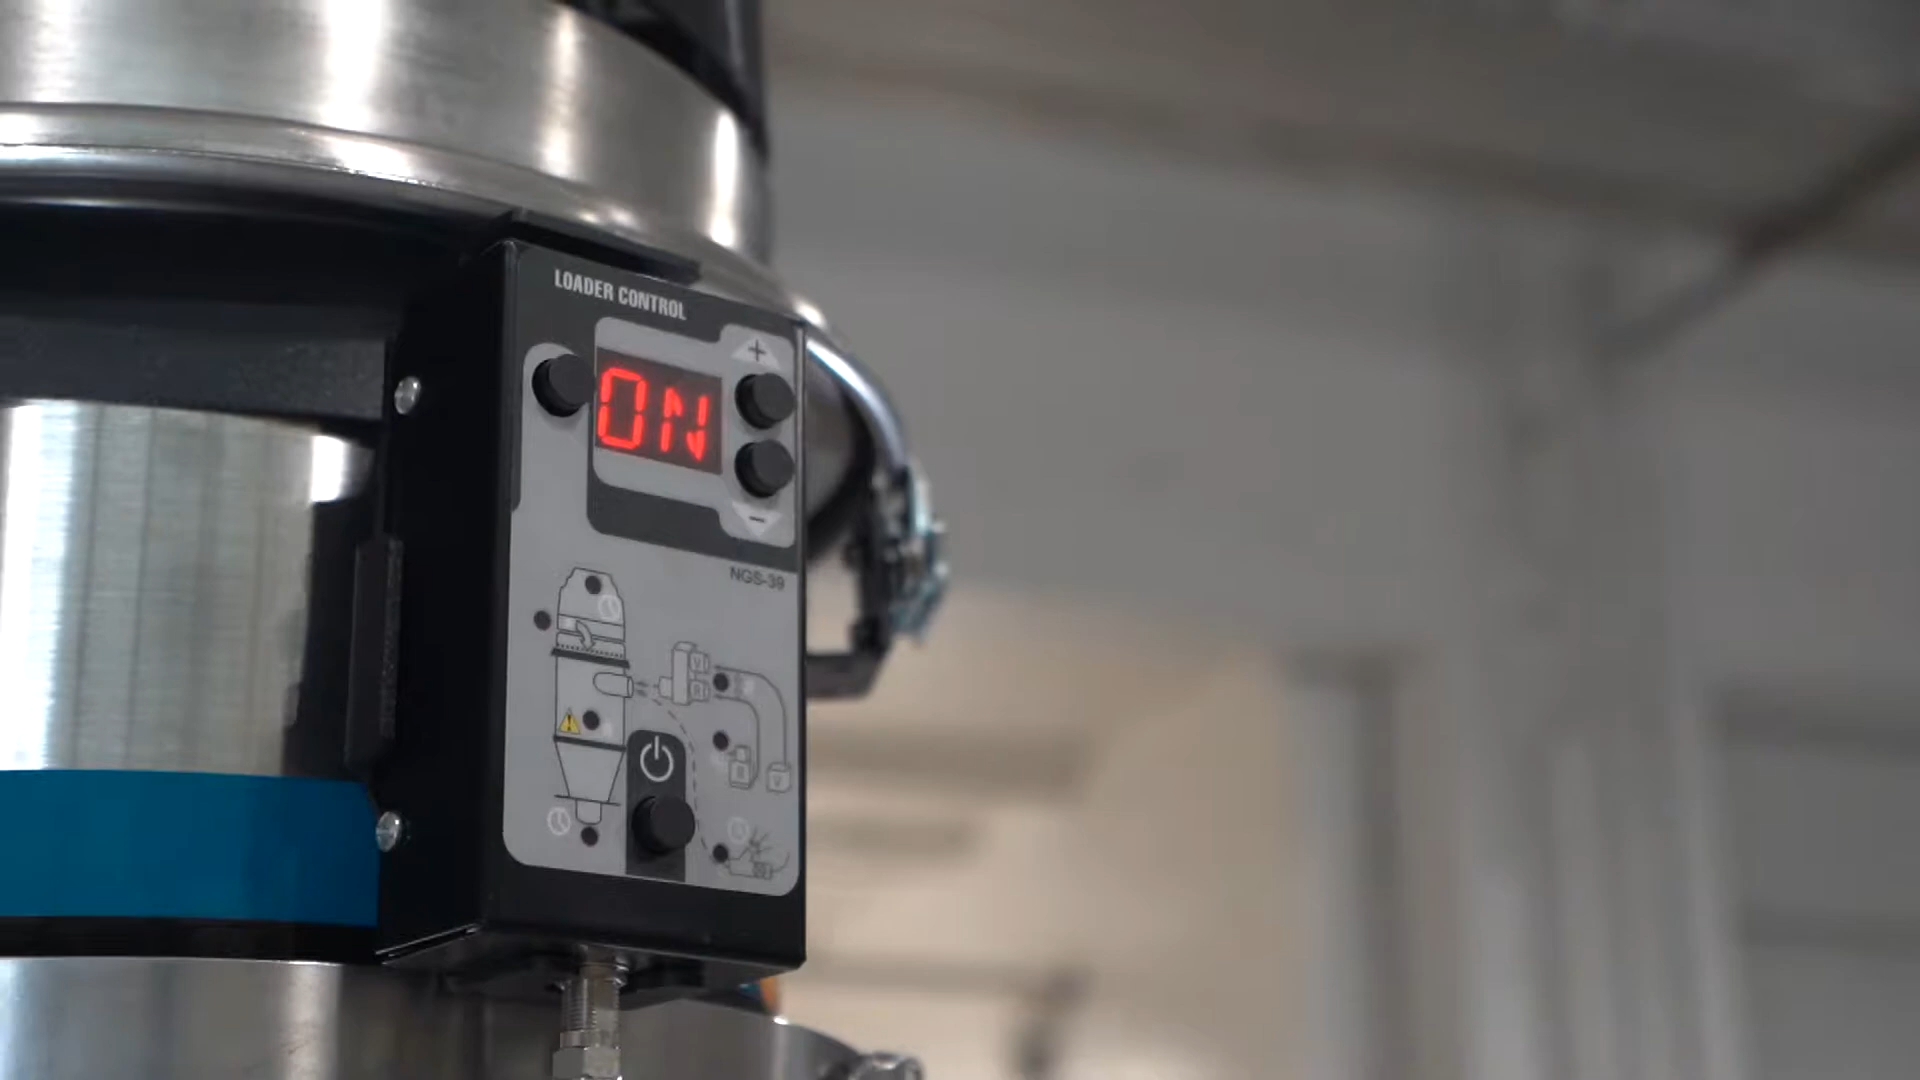 LOADER CONTROL
+
ON
-
NGS-39
V
R
R
V